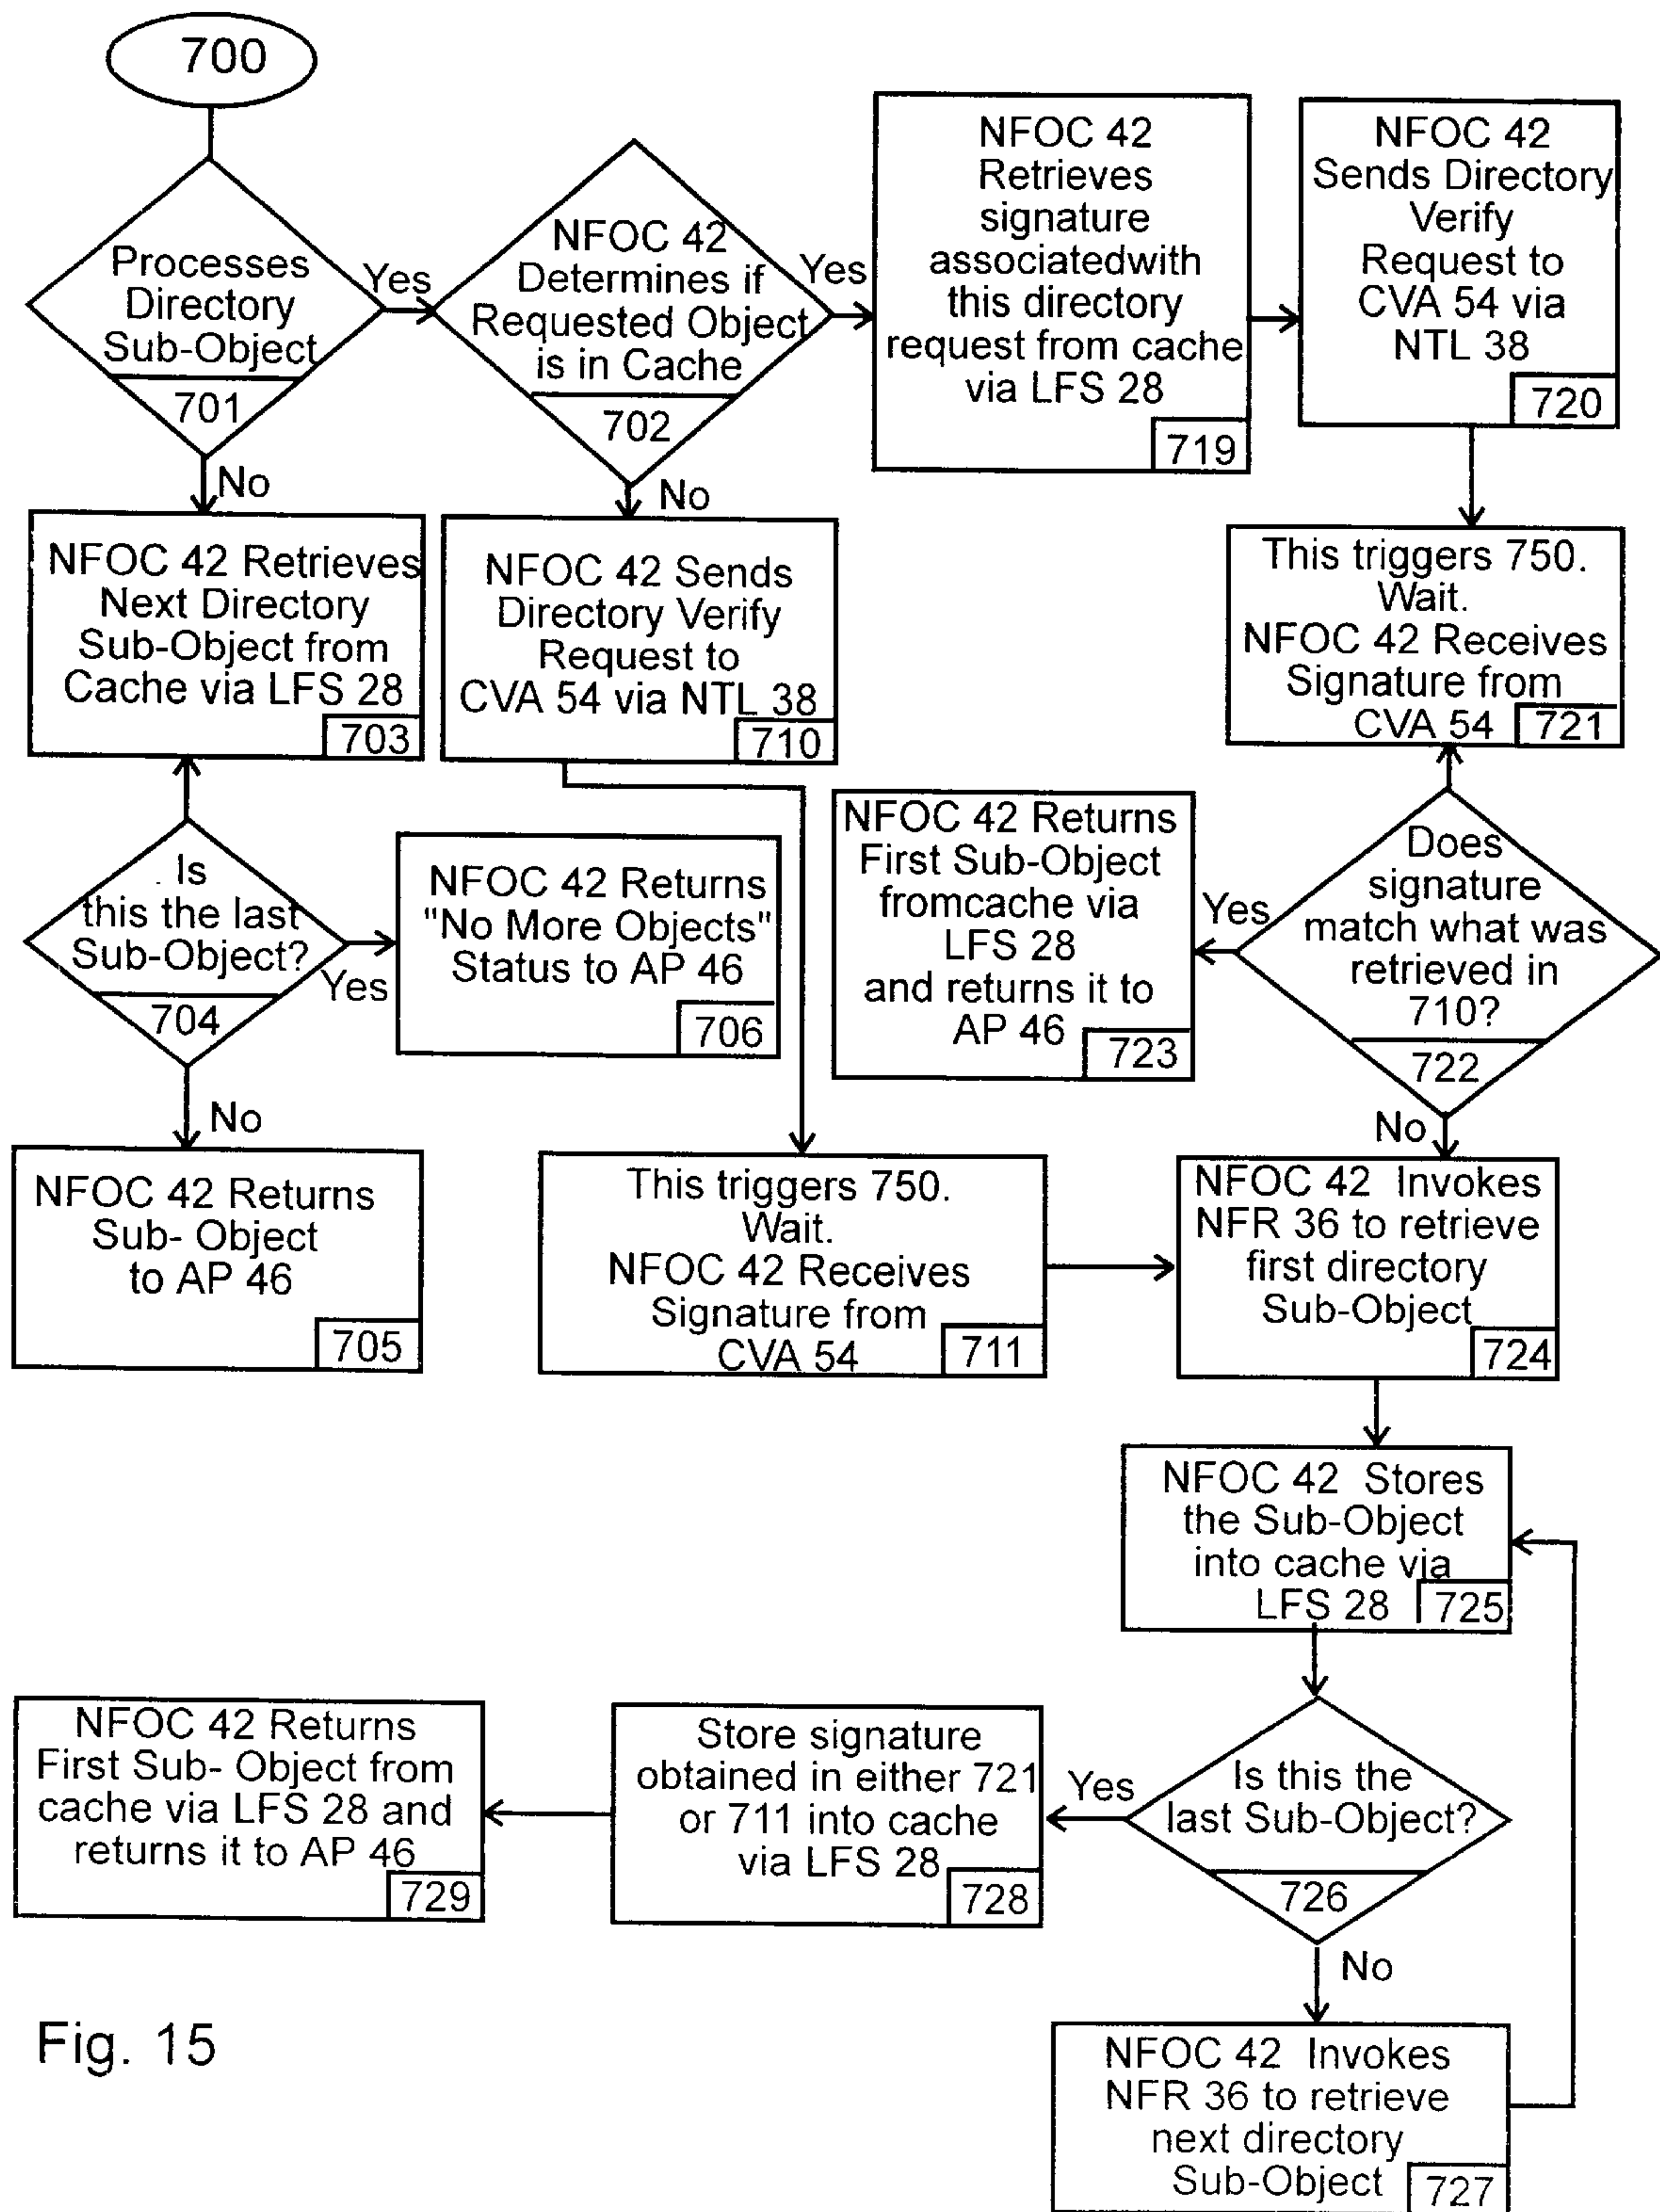 700
Processes
Directory
Sub-Object
701
Yes
No
NFOC 42
Determines if
Requested Object
is in Cache
702
Yes
No
NFOC 42
Retrieves
signature
associatedwith
this directory
request from cache
via LFS 28
719
NFOC 42
Sends Directory
Verify
Request to
CVA 54 via
NTL 38
720
NFOC 42 Retrieves
Next Directory
Sub-Object from
Cache via LFS 28
703
NFOC 42 Sends
Directory Verify
Request to
CVA 54 via NTL 38
710
This triggers 750.
Wait.
NFOC 42 Receives
Signature from
CVA 54
721
Is
this the last
Sub-Object?
704
Yes
No
NFOC 42 Returns
"No More Objects"
Status to AP 46
706
NFOC 42 Returns
First Sub-Object
fromcache via
LFS 28
and returns it to
AP 46
723
Yes
Does
signature
match what was
retrieved in
710?
722
No
NFOC 42 Returns
Sub- Object
to AP 46
705
This triggers 750.
Wait.
NFOC 42 Receives
Signature from
CVA 54
711
NFOC 42 Invokes
NFR 36 to retrieve
first directory
Sub-Object
724
NFOC 42 Stores
the Sub-Object
into cache via
LFS 28
725
NFOC 42 Returns
First Sub- Object from
cache via LFS 28 and
returns it to AP 46
729
Store signature
obtained in either 721
or 711 into cache
via LFS 28
728
Yes
Is this the
last Sub-Object?
726
No
NFOC 42 Invokes
NFR 36 to retrieve
next directory
Sub-Object
727
Fig. 15